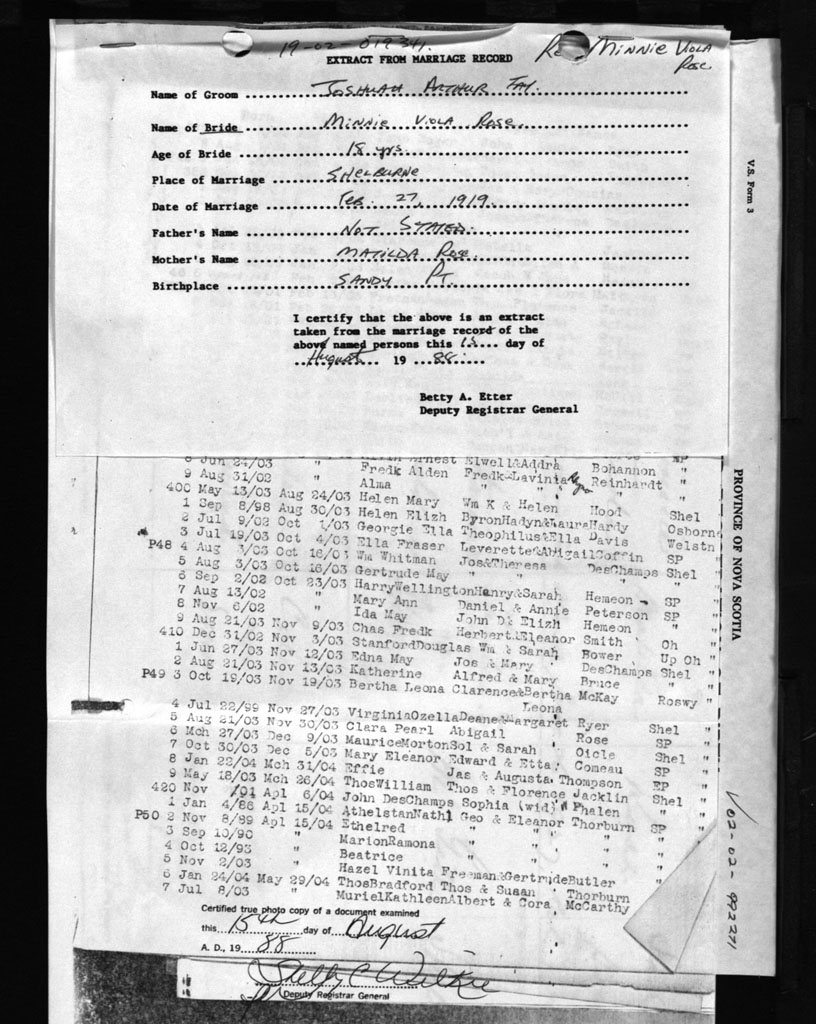 19-02-01934. Re: Minnie Viola Rose
EXTRACT FROM MARRIAGE RECORD
Name of Groom Joshuah Arthur Fay.
Name of Bride Minnie Viola Rose.
Age of Bride 18 yrs.
Place of Marriage Shelburne
Date of Marriage Feb. 27, 1919.
Father's Name Not Stated.
Mother's Name Matilda Rose.
Birthplace Sandy Pt.
I certify that the above is an extract
taken from the marriage record of the
above named persons this 15 day of
August 19 88.
Betty A. Etter
Deputy Registrar General
V.S. Form 3
PROVINCE OF NOVA SCOTIA
8 Jun 24/03 " Ernest Elwell&Addra Bohannon "
9 Aug 31/02 " Fredk Alden Fredk&Lavinia Reinhardt "
400 May 13/03 Aug 24/03 Alma " " " "
1 Sep 8/98 Aug 30/03 Helen Mary Wm K & Helen Hood Shel
2 Jul 9/02 Oct 1/03 Helen Elizh ByronHadyn&LauraHardy Osborne
3 Jul 19/03 Oct 4/03 Georgie Ella Theophilus&Ella Davis Welstn
P48 4 Aug 3/03 Oct 16/03 Ella Fraser Leverette&AbigailCoffin SP "
5 Aug 3/03 Oct 16/03 Wm Whitman Jos&Theresa DesChamps Shel "
6 Sep 2/02 Oct 23/03 Gertrude May " " " "
7 Aug 13/02 " HarryWellingtonHenry&Sarah Hemeon SP "
8 Nov 6/02 " Mary Ann Daniel & Annie Peterson SP "
9 Aug 21/03 Nov 9/03 Ida May John D& Elizh Hemeon " "
410 Dec 31/02 Nov 3/03 Chas Fredk Herbert&Eleanor Smith Oh "
1 Jun 27/03 Nov 12/03 StanfordDouglas Wm & Sarah Bower Up Oh "
2 Aug 21/03 Nov 13/03 Edna May Jos & Mary DesChamps Shel "
P49 3 Oct 19/03 Nov 19/03 Katherine Alfred & Mary Bruce " "
Bertha Leona Clarence&Bertha McKay Roswy "
Leona
4 Jul 22/99 Nov 27/03 VirginiaOzellaDeane&Margaret Ryer Shel "
5 Aug 21/03 Nov 30/03 Clara Pearl Abigail Rose SP "
6 Mch 27/03 Dec 9/03 MauriceMortonSol & Sarah Oicle Shel "
7 Oct 30/03 Dec 5/03 Mary Eleanor Edward & Etta Comeau SP "
8 Jan 22/04 Mch 31/04 Effie Jas & Augusta Thompson EP "
9 May 18/03 Mch 26/04 ThosWilliam Thos & Florence Jacklin Shel "
420 Nov /01 Apl 6/04 John DesChamps Sophia (wid) Phalen " "
1 Jan 4/86 Apl 15/04 AthelstanNathl Geo & Eleanor Thorburn SP "
P50 2 Nov 8/89 Apl 15/04 Ethelred " " " "
3 Sep 10/90 " MarionRamona " " " "
4 Oct 12/93 " Beatrice " " " "
5 Nov 2/03 " Hazel Vinita Freeman&GertrudeButler "
6 Jan 24/04 May 29/04 ThosBradford Thos & Susan Thorburn "
7 Jul 8/03 " MurielKathleenAlbert & Cora McCarthy
Certified true photo copy of a document examined
this 15th day of August
A. D., 19 88
Deputy Registrar General